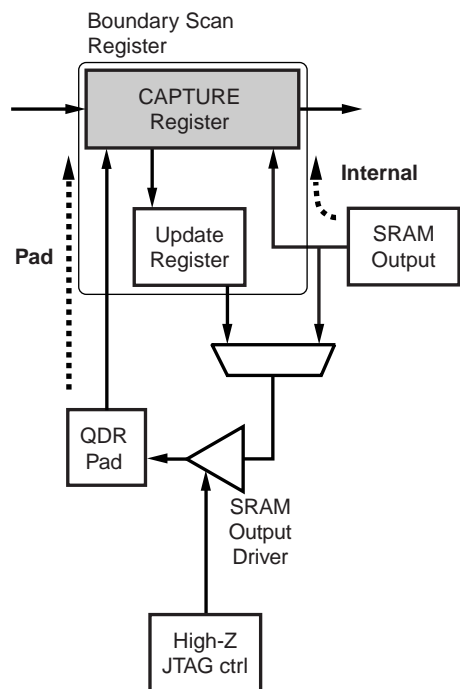 Boundary Scan
Register
CAPTURE
Register
Internal
Pad
Update
Register
SRAM
Output
QDR
Pad
SRAM
Output
Driver
High-Z
JTAG ctrl